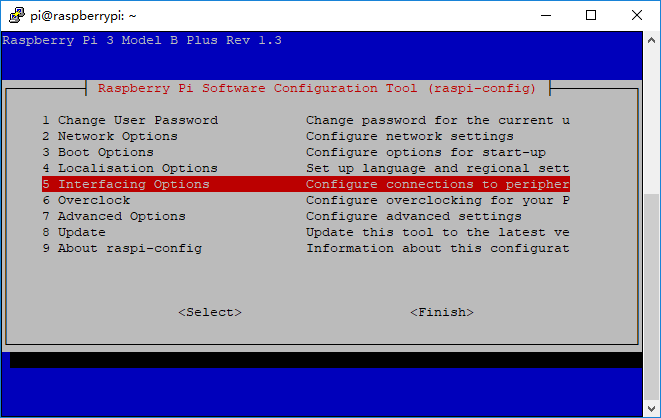 pi@raspberrypi: ~
Raspberry Pi 3 Model B Plus Rev 1.3
Raspberry Pi Software Configuration Tool (raspi-config)
1 Change User Password Change password for the current u
2 Network Options Configure network settings
3 Boot Options Configure options for start-up
4 Localisation Options Set up language and regional sett
5 Interfacing Options Configure connections to peripher
6 Overclock Configure overclocking for your P
7 Advanced Options Configure advanced settings
8 Update Update this tool to the latest ve
9 About raspi-config Information about this configurat
<Select> <Finish>